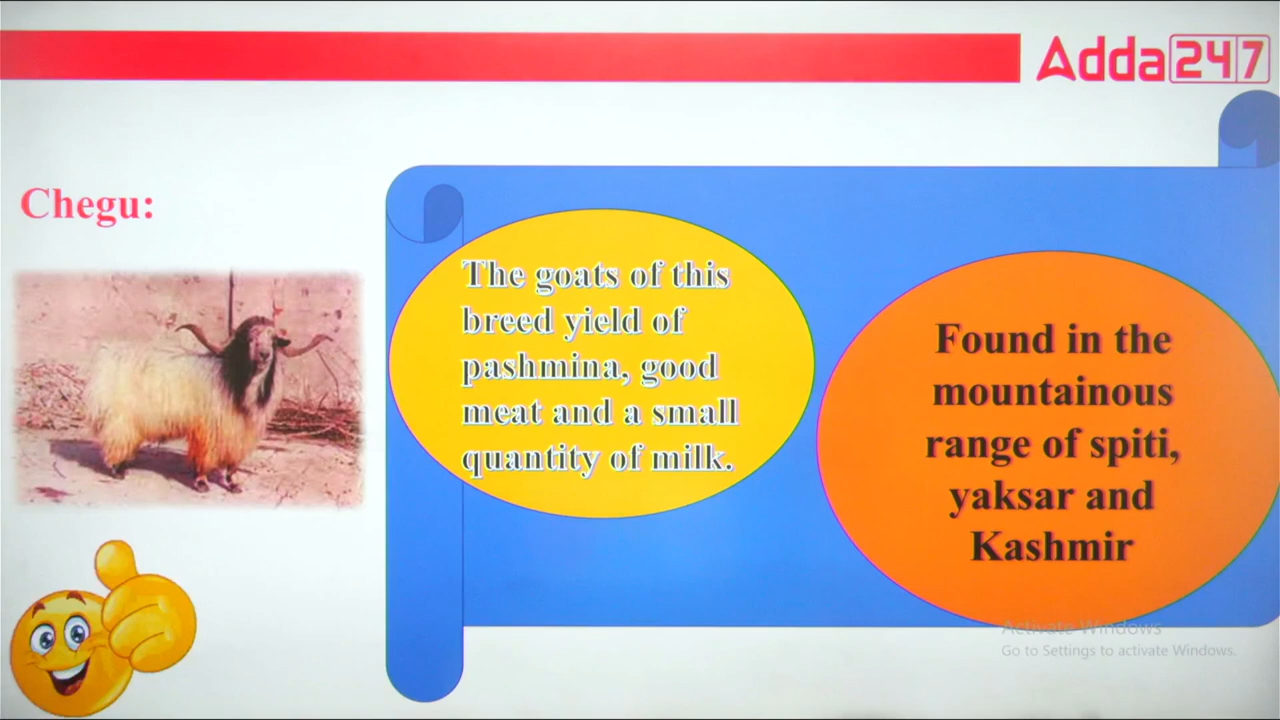 Adda247
Chegu:
The goats of this
breed yield of
pashmina, good
meat and a small
quantity of milk.
Found in the
mountainous
range of spiti,
yaksar and
Kashmir
Activate Windows
Go to Settings to activate Windows.